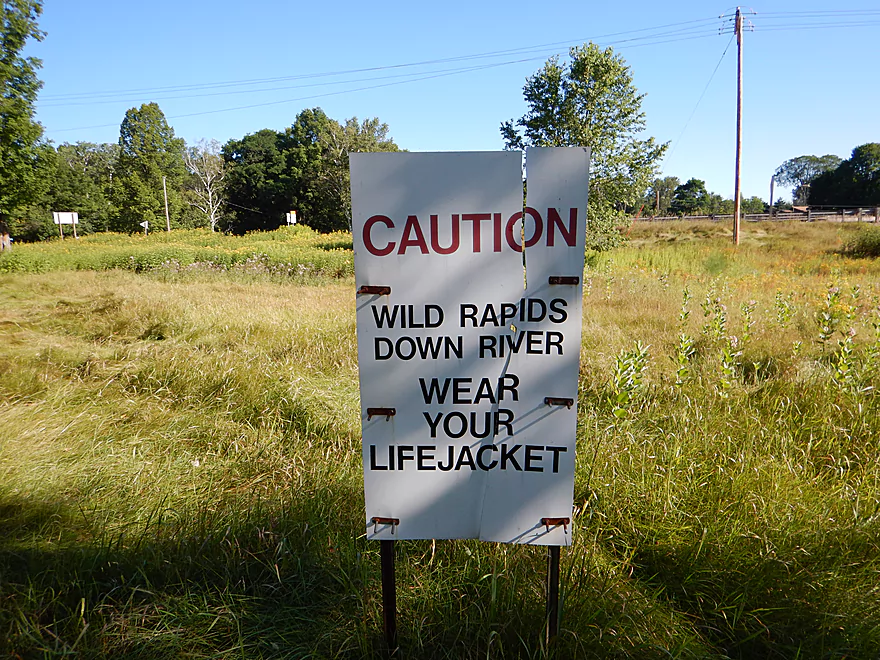 CAUTION
WILD RAPIDS
DOWN RIVER
WEAR
YOUR
LIFEJACKET